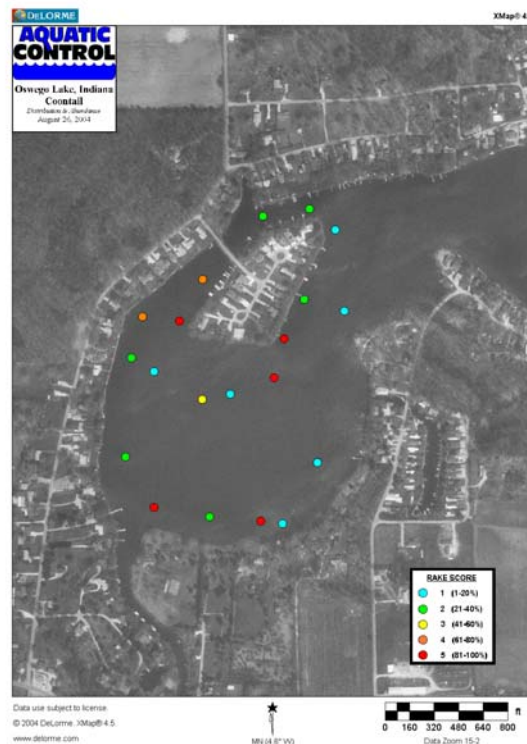 DELORME
XMap® 4.5
AQUATIC
CONTROL
Oswego Lake, Indiana
Coontail
Distribution & Abundance
August 26, 2004
RAKE SCORE
1 (1-20%)
2 (21-40%)
3 (41-60%)
4 (61-80%)
5 (81-100%)
Data use subject to license.
© 2004 DeLorme. XMap® 4.5
www.delorme.com
MN (4.8° W)
ft
0 160 320 480 640 800
Data Zoom 15-2